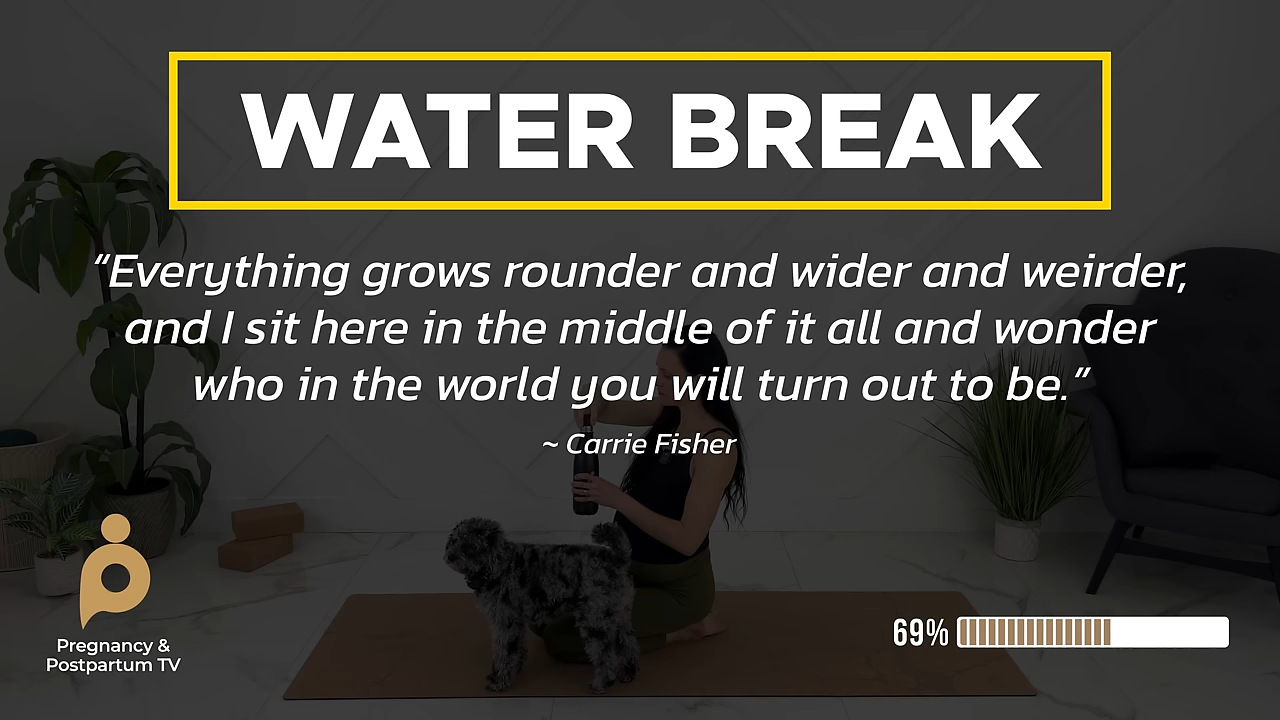 WATER BREAK
“Everything grows rounder and wider and weirder,
and I sit here in the middle of it all and wonder
who in the world you will turn out to be.”
~ Carrie Fisher
69%
Pregnancy &
Postpartum TV